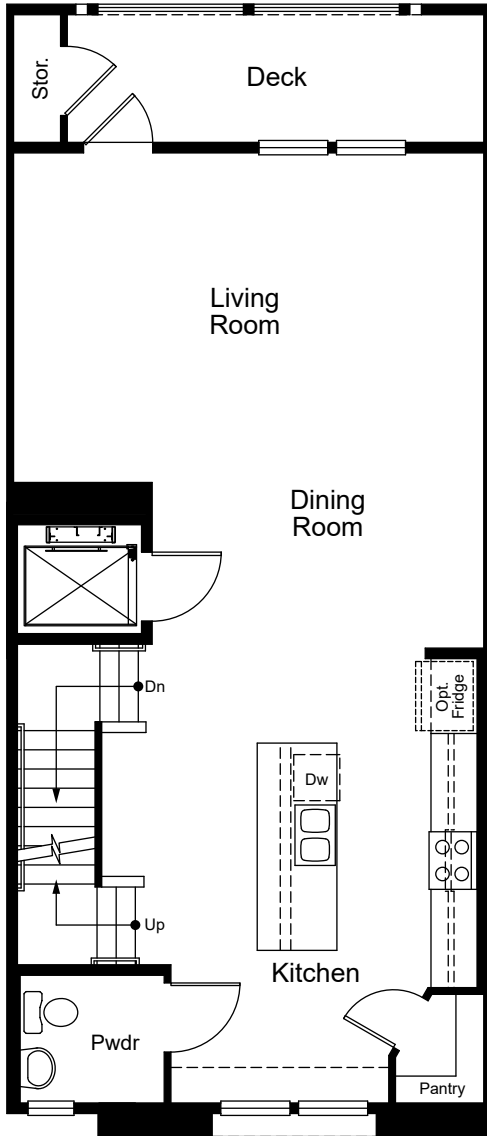 Stor.
Deck
Living
Room
Dining
Room
Dn
Opt.
Fridge
Dw
Up
Kitchen
Pwdr
Pantry